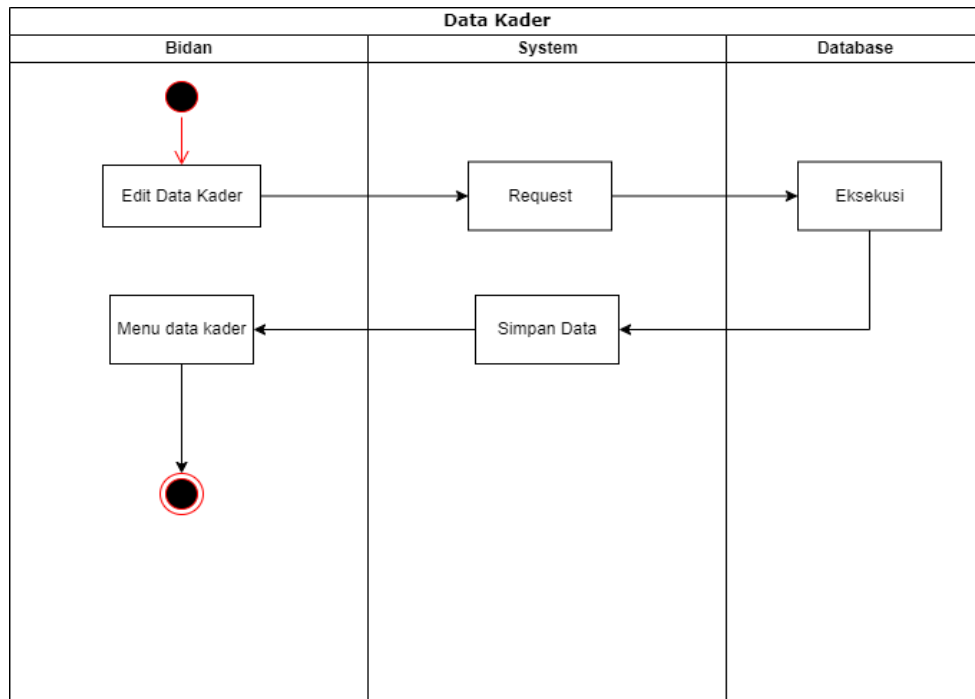 Data Kader
Bidan
System
Database
Edit Data Kader
Request
Eksekusi
Menu data kader
Simpan Data